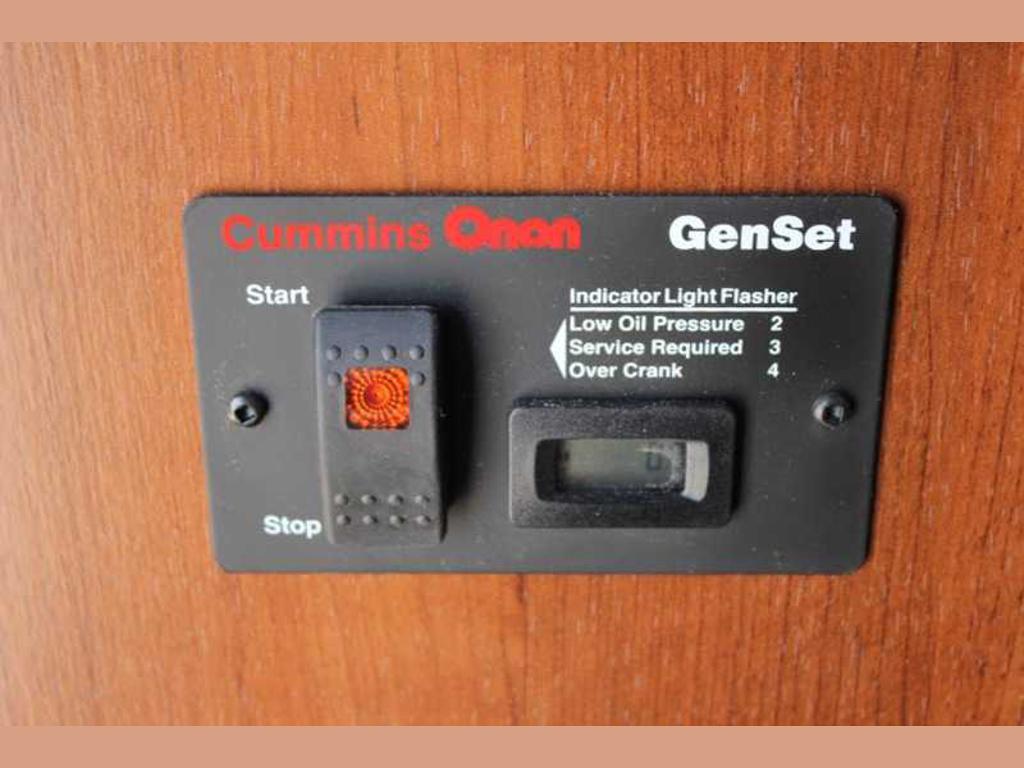 Cummins Onan GenSet
Start
Indicator Light Flasher
Low Oil Pressure 2
Service Required 3
Over Crank 4
Stop